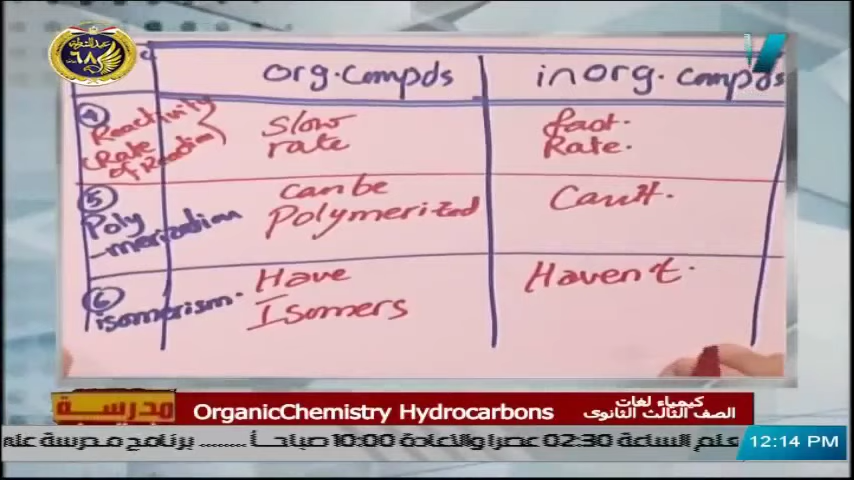 org. compds
inorg. compds
④
Reactivity
(Rate
of Reaction)
slow
rate
fast.
Rate.
⑤
Poly
-merization
can be
Polymerized
Can't.
⑥
isomerism.
Have
Isomers
Haven't.
مدرسة
OrganicChemistry Hydrocarbons
كيمياء لغات
الصف الثالث الثانوى
علم الساعة 02:30 عصرا والاعادة 10:00 صباحا ........ برنامج مدرسة على
12:14 PM